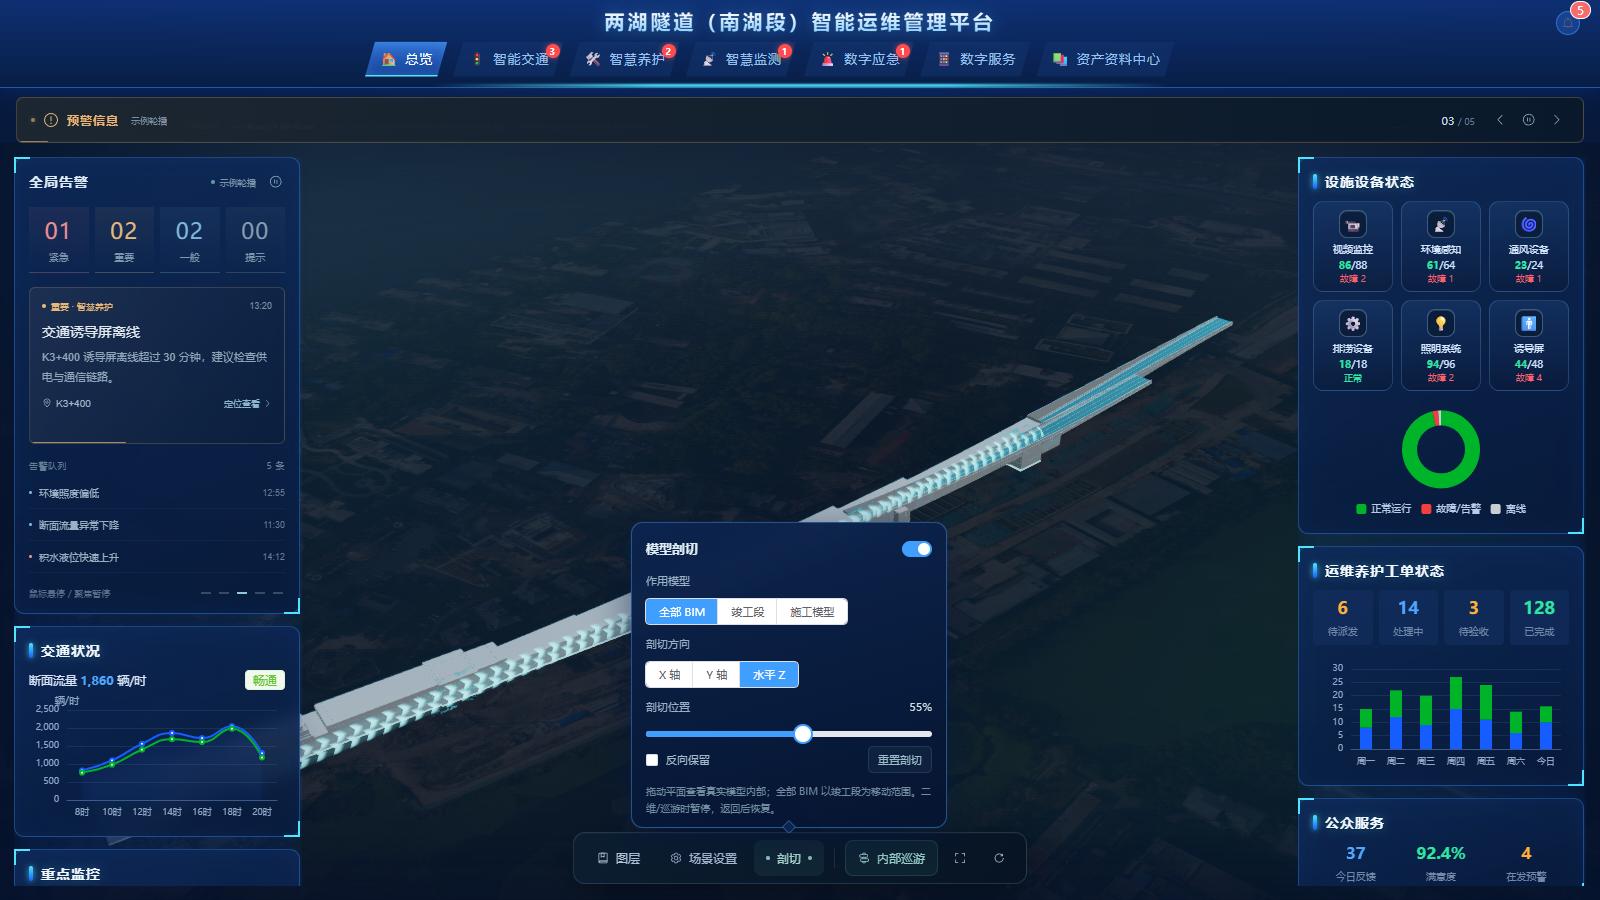 两湖隧道（南湖段）智能运维管理平台
5
总览
智能交通 3
智慧养护 2
智慧监测 1
数字应急 1
数字服务
资产资料中心
预警信息 示例轮播
03 / 05
全局告警
示例轮播
01 02 02 00
紧急 重要 一般 提示
重要 · 智慧养护 13:20
交通诱导屏离线
K3+400 诱导屏离线超过 30 分钟，建议检查供
电与通信链路。
K3+400 定位查看
告警队列 5 条
环境照度偏低 12:55
断面流量异常下降 11:30
积水液位快速上升 14:12
鼠标悬停 / 聚焦暂停
交通状况
断面流量 1,860 辆/时 畅通
辆/时
2,500
2,000
1,500
1,000
500
0
8时 10时 12时 14时 16时 18时 20时
重点监控
模型剖切
作用模型
全部 BIM 竣工段 施工模型
剖切方向
X 轴 Y 轴 水平 Z
剖切位置 55%
反向保留 重置剖切
拖动平面查看真实模型内部；全部 BIM 以竣工段为移动范围。二
维/巡游时暂停，返回后恢复。
图层 场景设置 剖切 内部巡游
设施设备状态
视频监控 环境感知 通风设备
86/88 61/64 23/24
故障 2 故障 1 故障 1
排涝设备 照明系统 诱导屏
18/18 94/96 44/48
正常 故障 2 故障 4
正常运行 故障/告警 离线
运维养护工单状态
6 14 3 128
待派发 处理中 待验收 已完成
30
25
20
15
10
5
0
周一 周二 周三 周四 周五 周六 今日
公众服务
37 92.4% 4
今日反馈 满意度 在发预警